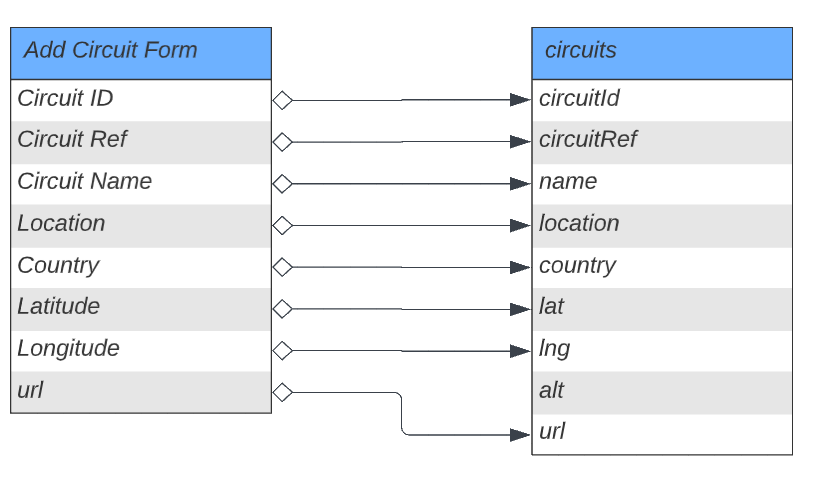 Add Circuit Form
Circuit ID
Circuit Ref
Circuit Name
Location
Country
Latitude
Longitude
url
circuits
circuitId
circuitRef
name
location
country
lat
lng
alt
url